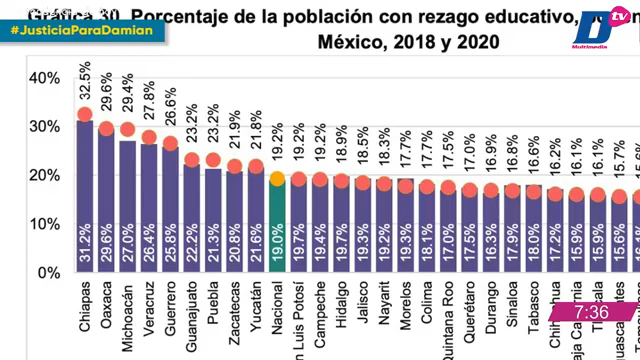 Gráfica 30. Porcentaje de la población con rezago educativo,
#JusticiaParaDamian
México, 2018 y 2020
D tv
Multimedia
40%
30%
20%
10%
0%
32.5% 29.6% 29.4% 27.8% 26.6% 23.2% 23.2% 21.9% 21.8% 19.2% 19.2% 19.2% 18.9% 18.5% 18.3% 17.7% 17.7% 17.5% 17.0% 16.9% 16.8% 16.6% 16.2% 16.1% 16.1% 15.7%
31.2% 29.6% 27.0% 26.4% 25.8% 22.2% 21.3% 20.8% 21.6% 19.0% 19.7% 19.4% 19.7% 19.3% 19.2% 19.3% 18.1% 17.0% 17.5% 16.3% 17.9% 18.0% 17.2% 15.9% 15.9% 15.6%
Chiapas
Oaxaca
Michoacán
Veracruz
Guerrero
Guanajuato
Puebla
Zacatecas
Yucatán
Nacional
n Luis Potosí
Campeche
Hidalgo
Jalisco
Nayarit
Morelos
Colima
Quintana Roo
Querétaro
Durango
Sinaloa
Tabasco
Chihuahua
7:36